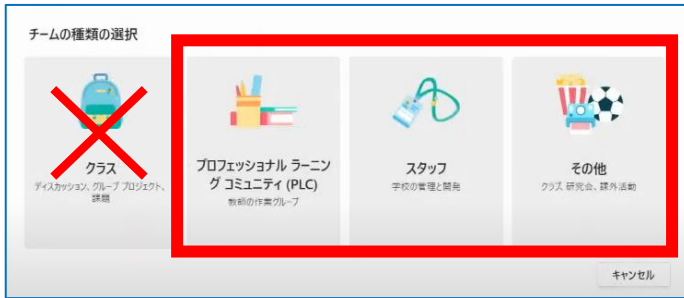 チームの種類の選択
クラス
ディスカッション、グループ プロジェクト、
課題
プロフェッショナル ラーニン
グ コミュニティ (PLC)
教師の作業グループ
スタッフ
学校の管理と開発
その他
クラブ, 研究会、課外活動
キャンセル